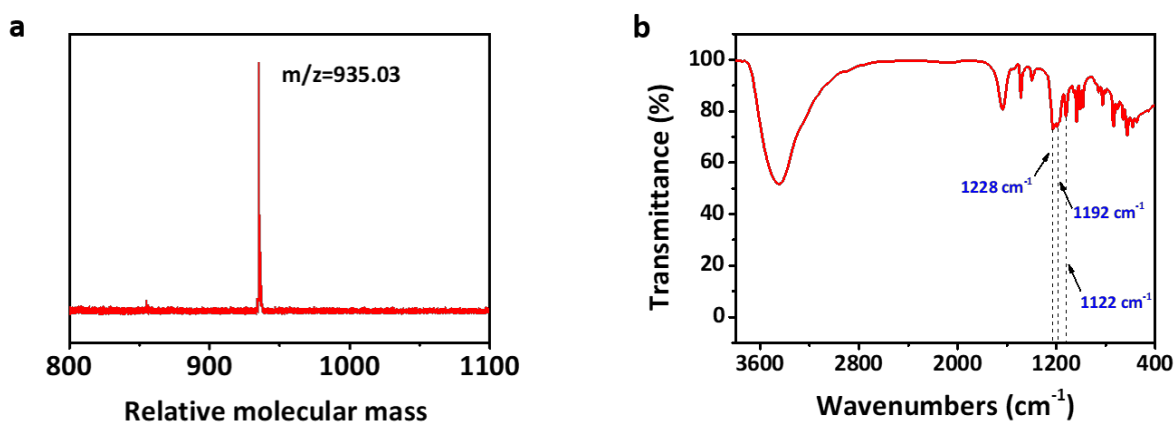 a
m/z=935.03
800
900
1000
1100
Relative molecular mass
b
Transmittance (%)
100
80
60
40
20
0
1228 cm⁻¹
1192 cm⁻¹
1122 cm⁻¹
3600
2800
2000
1200
400
Wavenumbers (cm⁻¹)